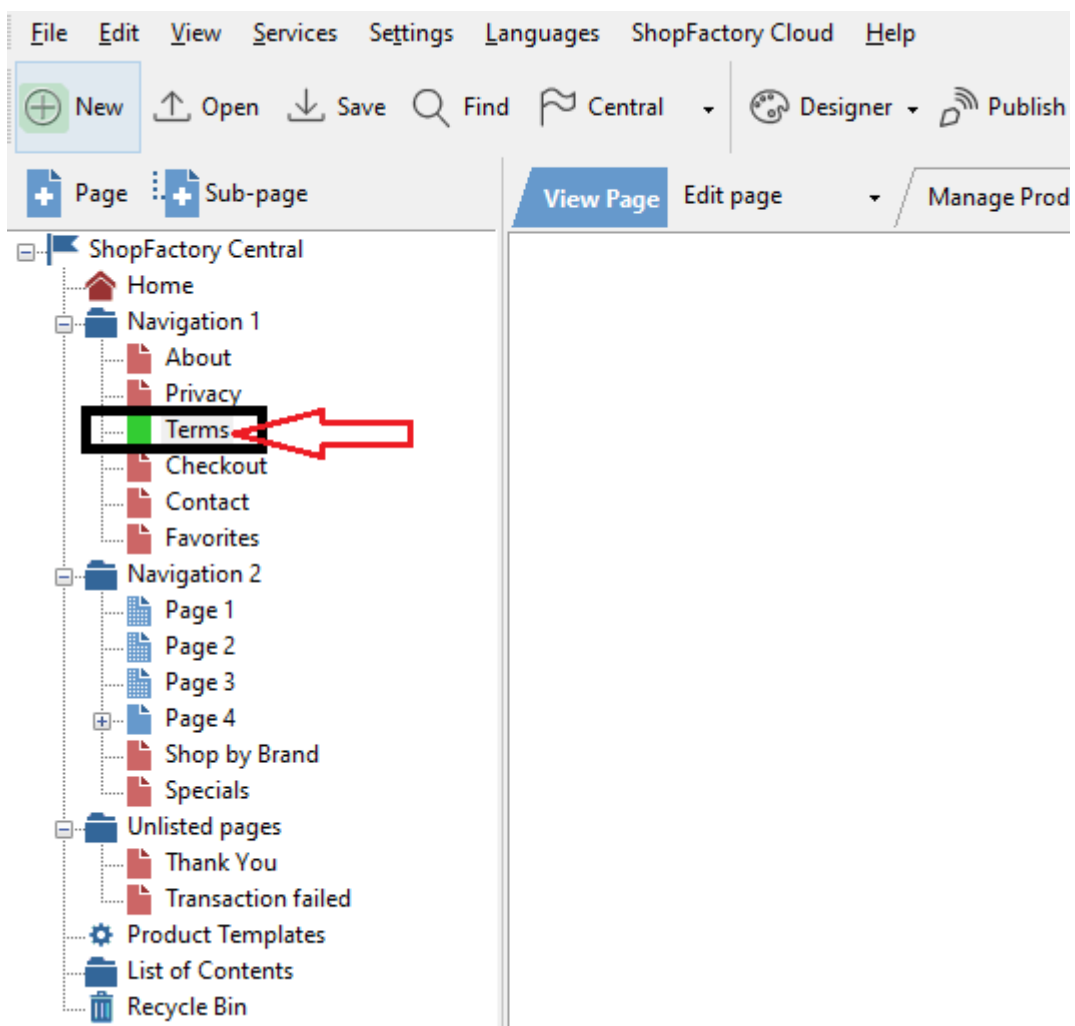 File Edit View Services Settings Languages ShopFactory Cloud Help
New Open Save Find Central Designer Publish
Page Sub-page View Page Edit page Manage Prod
ShopFactory Central
Home
Navigation 1
About
Privacy
Terms
Checkout
Contact
Favorites
Navigation 2
Page 1
Page 2
Page 3
Page 4
Shop by Brand
Specials
Unlisted pages
Thank You
Transaction failed
Product Templates
List of Contents
Recycle Bin